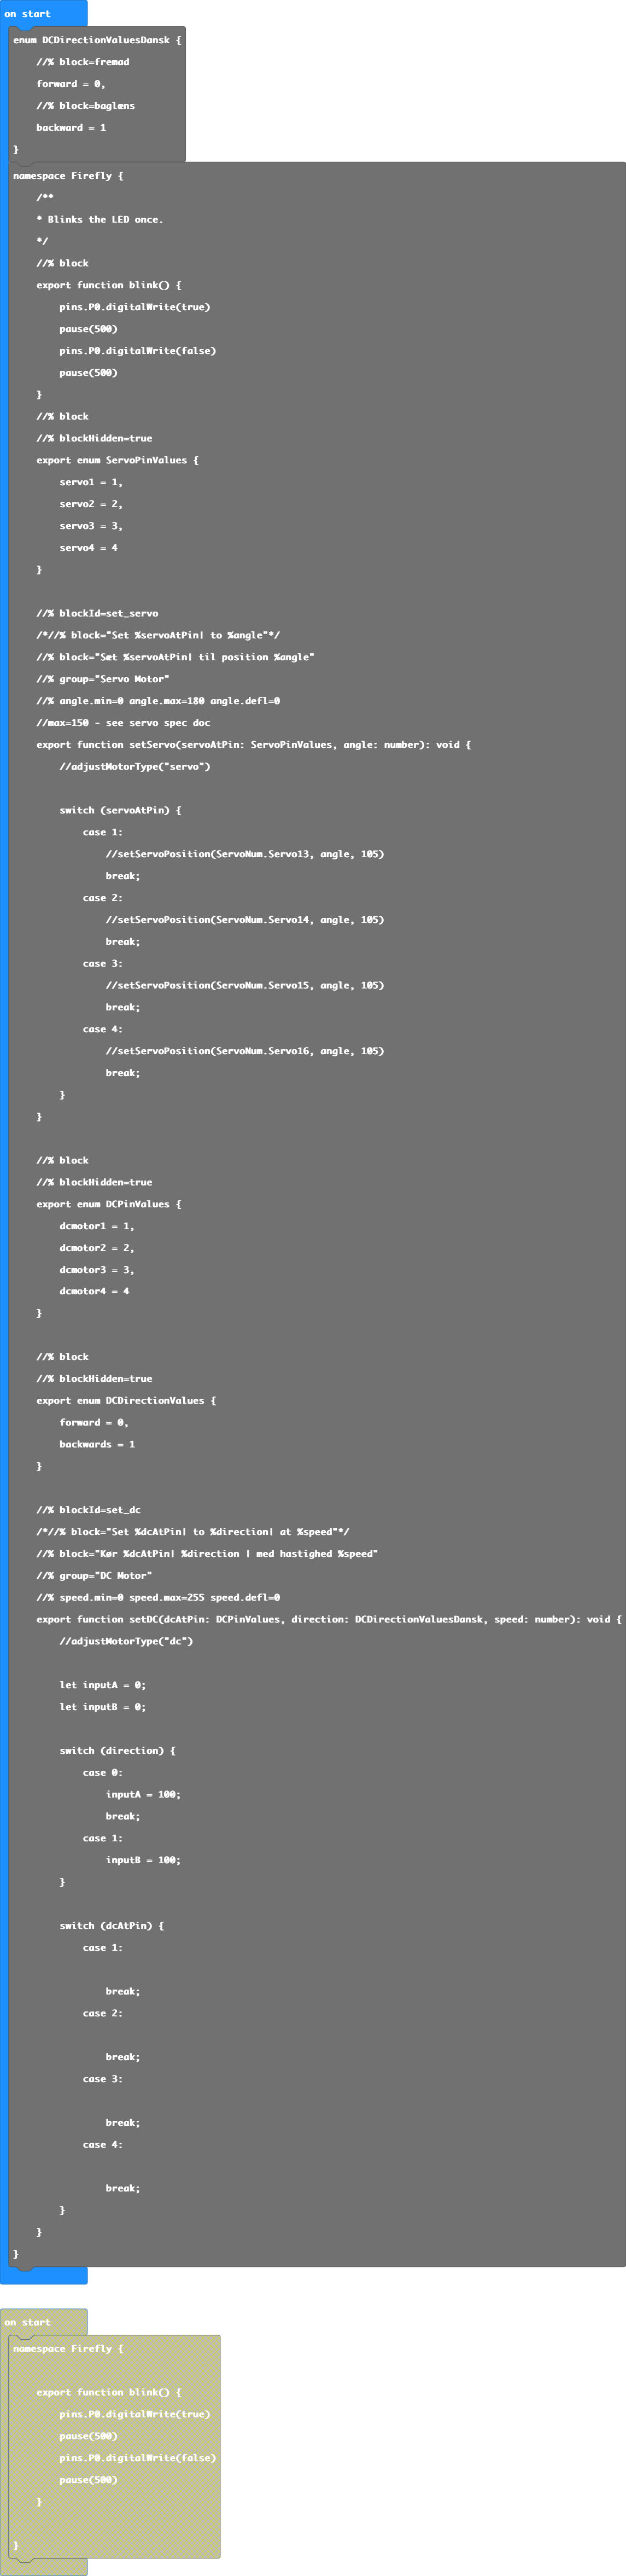 on start
enum DCDirectionValuesDansk {
    //% block=fremad
    forward = 0,
    //% block=baglæns
    backward = 1
}
namespace Firefly {
    /**
    * Blinks the LED once.
    */
    //% block
    export function blink() {
        pins.P0.digitalWrite(true)
        pause(500)
        pins.P0.digitalWrite(false)
        pause(500)
    }
    //% block
    //% blockHidden=true
    export enum ServoPinValues {
        servo1 = 1,
        servo2 = 2,
        servo3 = 3,
        servo4 = 4
    }
    //% blockId=set_servo
    /*//% block="Set %servoAtPin| to %angle"*/
    //% block="Sæt %servoAtPin| til position %angle"
    //% group="Servo Motor"
    //% angle.min=0 angle.max=180 angle.defl=0
    //max=150 - see servo spec doc
    export function setServo(servoAtPin: ServoPinValues, angle: number): void {
        //adjustMotorType("servo")
        switch (servoAtPin) {
            case 1:
                //setServoPosition(ServoNum.Servo13, angle, 105)
                break;
            case 2:
                //setServoPosition(ServoNum.Servo14, angle, 105)
                break;
            case 3:
                //setServoPosition(ServoNum.Servo15, angle, 105)
                break;
            case 4:
                //setServoPosition(ServoNum.Servo16, angle, 105)
                break;
        }
    }
    //% block
    //% blockHidden=true
    export enum DCPinValues {
        dcmotor1 = 1,
        dcmotor2 = 2,
        dcmotor3 = 3,
        dcmotor4 = 4
    }
    //% block
    //% blockHidden=true
    export enum DCDirectionValues {
        forward = 0,
        backwards = 1
    }
    //% blockId=set_dc
    /*//% block="Set %dcAtPin| to %direction| at %speed"*/
    //% block="Kør %dcAtPin| %direction | med hastighed %speed"
    //% group="DC Motor"
    //% speed.min=0 speed.max=255 speed.defl=0
    export function setDC(dcAtPin: DCPinValues, direction: DCDirectionValuesDansk, speed: number): void {
        //adjustMotorType("dc")
        let inputA = 0;
        let inputB = 0;
        switch (direction) {
            case 0:
                inputA = 100;
                break;
            case 1:
                inputB = 100;
        }
        switch (dcAtPin) {
            case 1:
                break;
            case 2:
                break;
            case 3:
                break;
            case 4:
                break;
        }
    }
}
on start
namespace Firefly {
    export function blink() {
        pins.P0.digitalWrite(true)
        pause(500)
        pins.P0.digitalWrite(false)
        pause(500)
    }
}